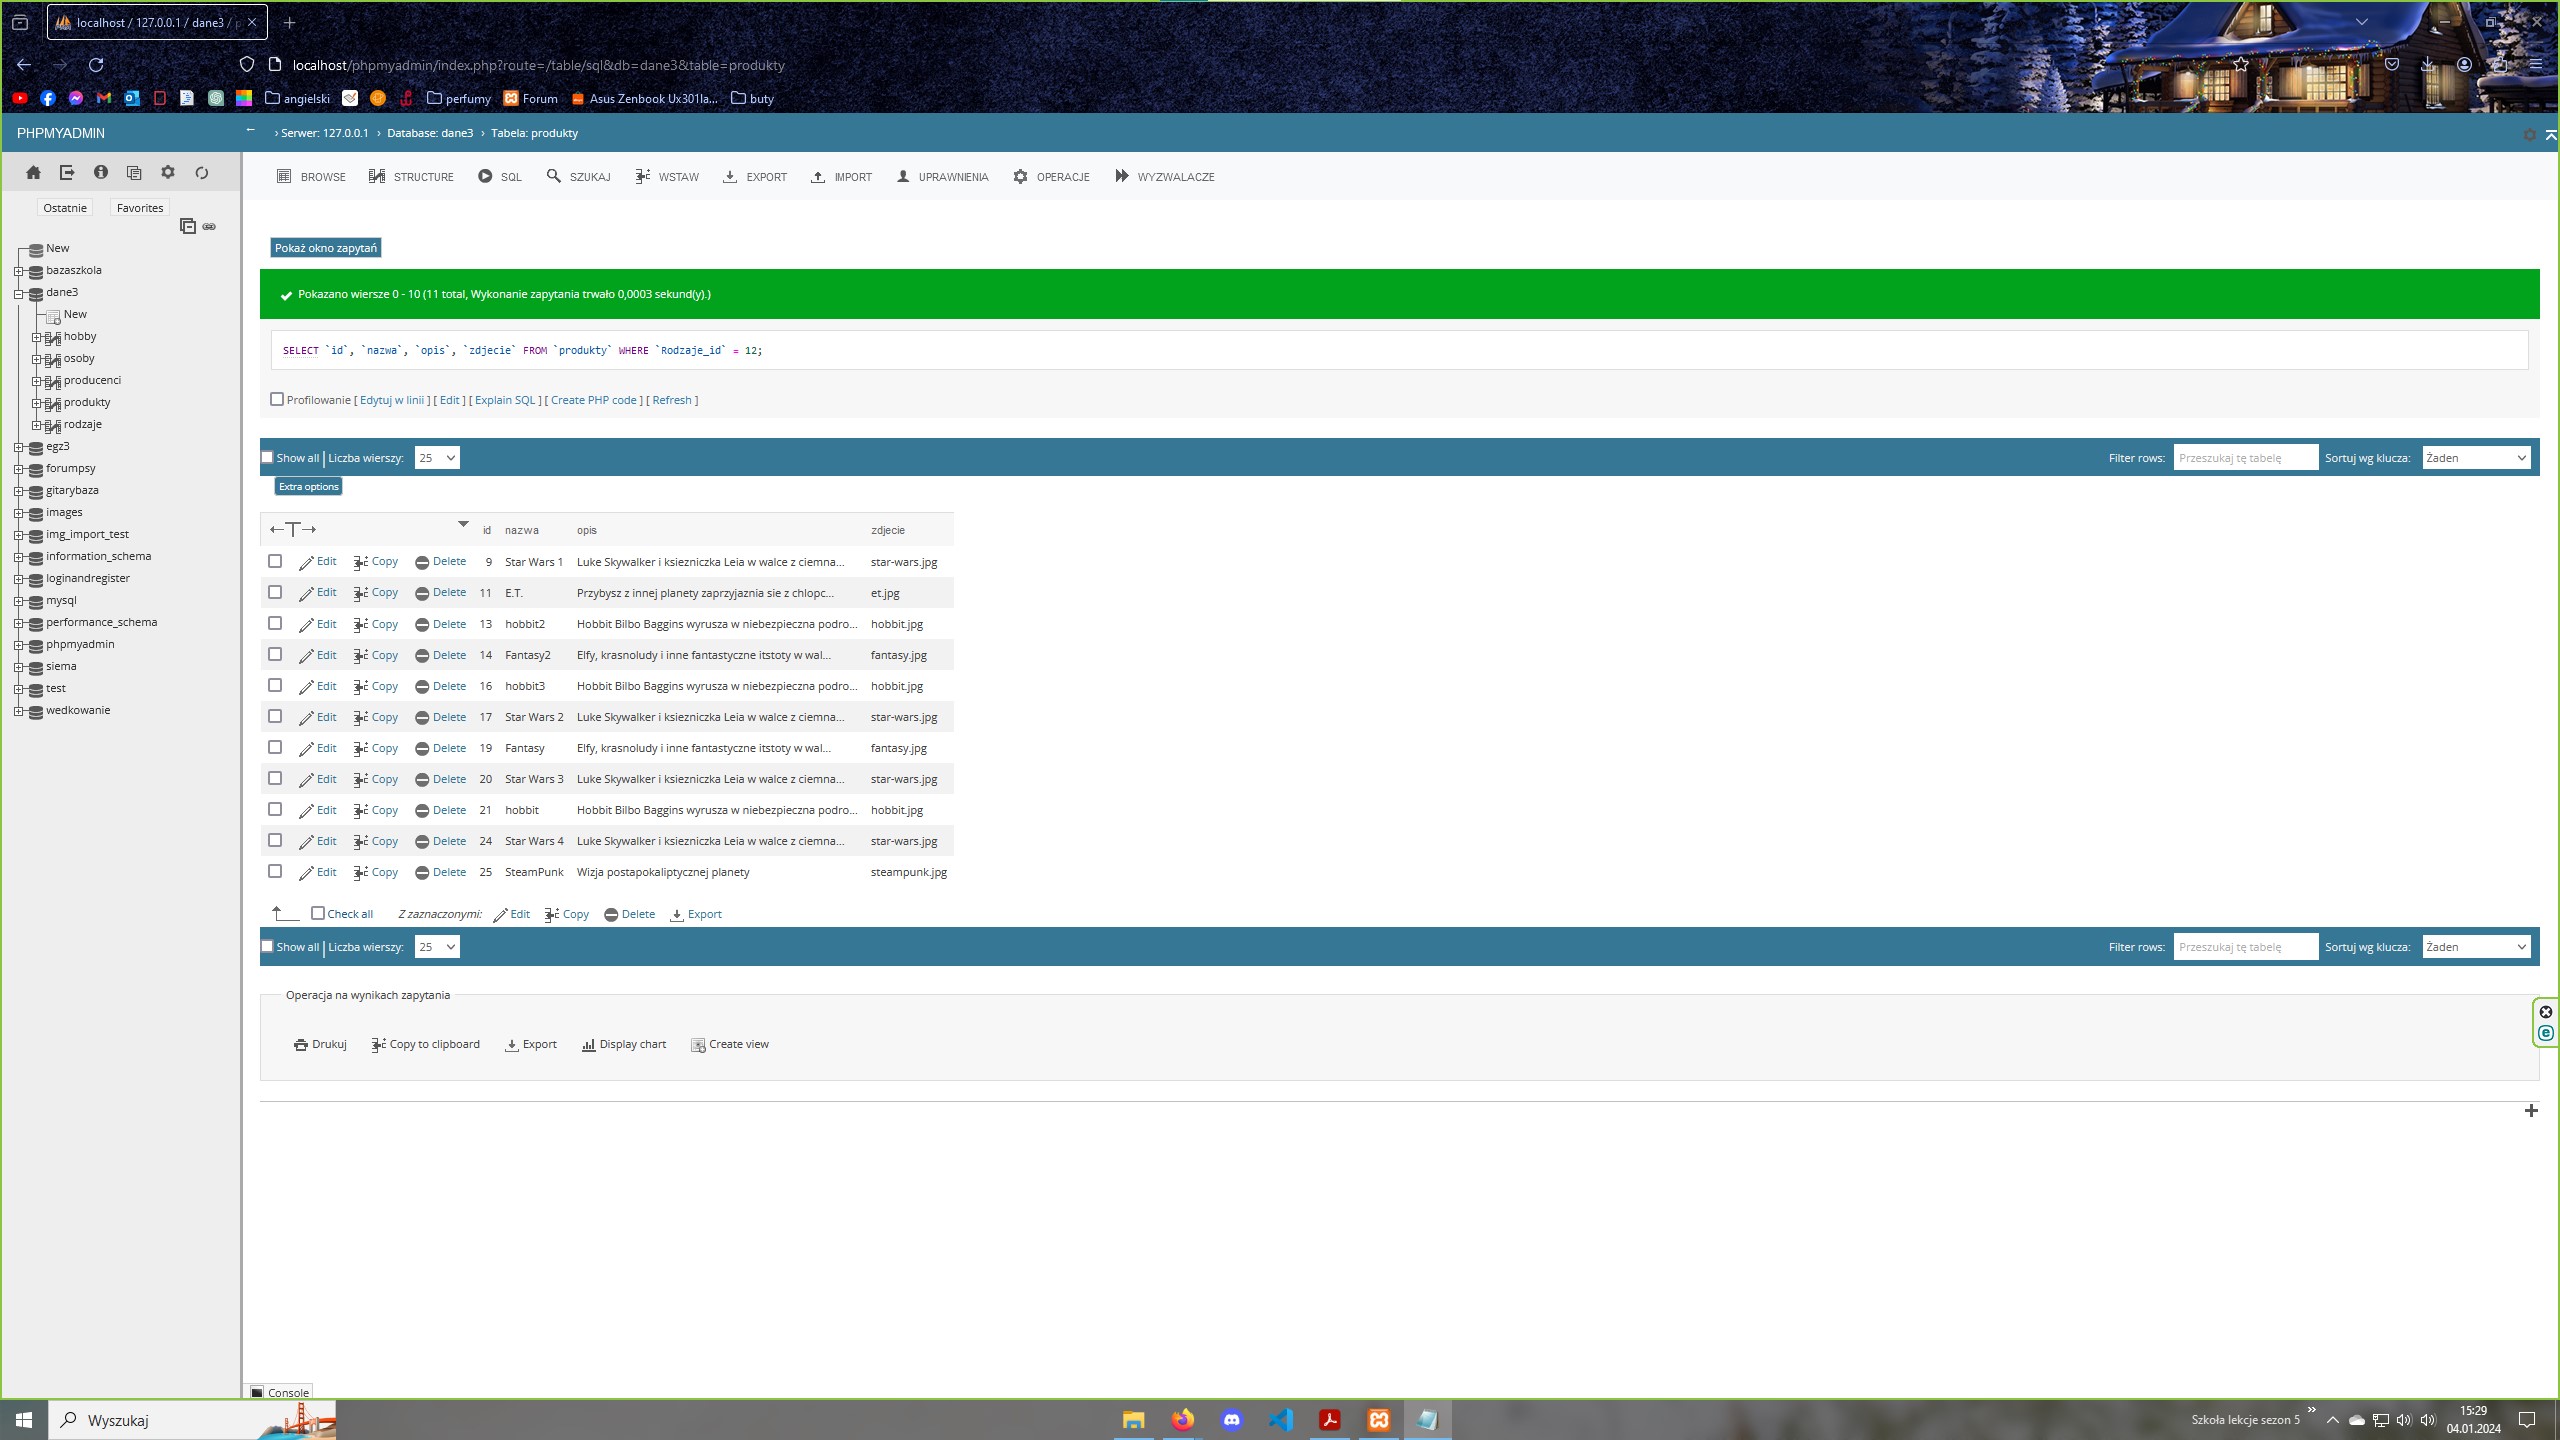 localhost / 127.0.0.1 / dane3 / p
localhost/phpmyadmin/index.php?route=/table/sql&db=dane3&table=produkty
angielski perfumy Forum Asus Zenbook Ux301la... buty
PHPMYADMIN
← › Serwer: 127.0.0.1 › Database: dane3 › Tabela: produkty
BROWSE STRUCTURE SQL SZUKAJ WSTAW EXPORT IMPORT UPRAWNIENIA OPERACJE WYZWALACZE
Ostatnie Favorites
New
bazaszkola
dane3
New
hobby
osoby
producenci
produkty
rodzaje
egz3
forumpsy
gitarybaza
images
img_import_test
information_schema
loginandregister
mysql
performance_schema
phpmyadmin
siema
test
wedkowanie
Pokaż okno zapytań
Pokazano wiersze 0 - 10 (11 total, Wykonanie zapytania trwało 0,0003 sekund(y).)
SELECT `id`, `nazwa`, `opis`, `zdjecie` FROM `produkty` WHERE `Rodzaje_id` = 12;
Profilowanie [ Edytuj w linii ] [ Edit ] [ Explain SQL ] [ Create PHP code ] [ Refresh ]
Show all | Liczba wierszy: 25 Filter rows: Przeszukaj tę tabelę Sortuj wg klucza: Żaden
Extra options
←T→ id nazwa opis zdjecie
Edit Copy Delete 9 Star Wars 1 Luke Skywalker i ksiezniczka Leia w walce z ciemna... star-wars.jpg
Edit Copy Delete 11 E.T. Przybysz z innej planety zaprzyjaznia sie z chlopc... et.jpg
Edit Copy Delete 13 hobbit2 Hobbit Bilbo Baggins wyrusza w niebezpieczna podro... hobbit.jpg
Edit Copy Delete 14 Fantasy2 Elfy, krasnoludy i inne fantastyczne itstoty w wal... fantasy.jpg
Edit Copy Delete 16 hobbit3 Hobbit Bilbo Baggins wyrusza w niebezpieczna podro... hobbit.jpg
Edit Copy Delete 17 Star Wars 2 Luke Skywalker i ksiezniczka Leia w walce z ciemna... star-wars.jpg
Edit Copy Delete 19 Fantasy Elfy, krasnoludy i inne fantastyczne itstoty w wal... fantasy.jpg
Edit Copy Delete 20 Star Wars 3 Luke Skywalker i ksiezniczka Leia w walce z ciemna... star-wars.jpg
Edit Copy Delete 21 hobbit Hobbit Bilbo Baggins wyrusza w niebezpieczna podro... hobbit.jpg
Edit Copy Delete 24 Star Wars 4 Luke Skywalker i ksiezniczka Leia w walce z ciemna... star-wars.jpg
Edit Copy Delete 25 SteamPunk Wizja postapokaliptycznej planety steampunk.jpg
Check all Z zaznaczonymi: Edit Copy Delete Export
Show all | Liczba wierszy: 25 Filter rows: Przeszukaj tę tabelę Sortuj wg klucza: Żaden
Operacja na wynikach zapytania
Drukuj Copy to clipboard Export Display chart Create view
Console
Wyszukaj
Szkoła lekcje sezon 5 »
15:29
04.01.2024